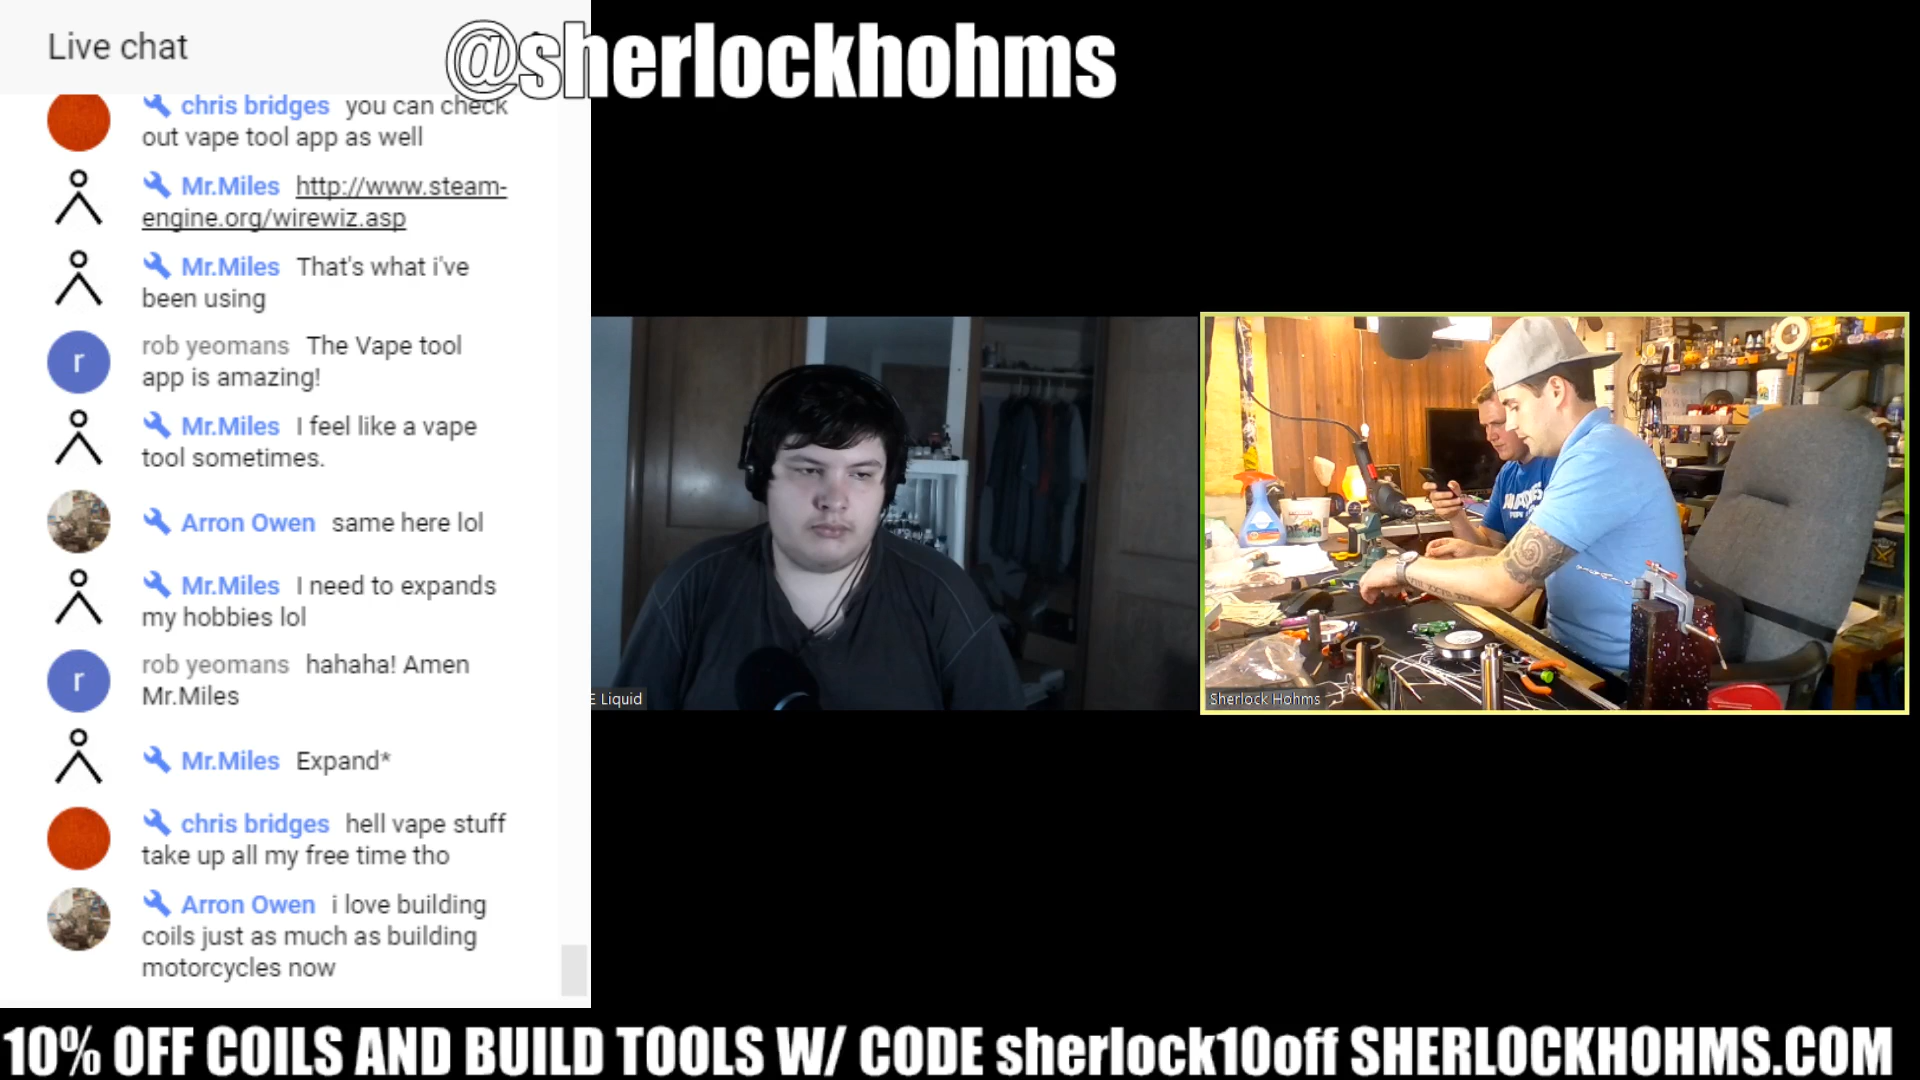 @sherlockhohms
Live chat
chris bridges you can check
out vape tool app as well
Mr.Miles http://www.steam-
engine.org/wirewiz.asp
Mr.Miles That's what i've
been using
r
rob yeomans The Vape tool
app is amazing!
Mr.Miles I feel like a vape
tool sometimes.
Arron Owen same here lol
Mr.Miles I need to expands
my hobbies lol
r
rob yeomans hahaha! Amen
Mr.Miles
Mr.Miles Expand*
chris bridges hell vape stuff
take up all my free time tho
Arron Owen i love building
coils just as much as building
motorcycles now
E Liquid
Sherlock Hohms
10% OFF COILS AND BUILD TOOLS W/ CODE sherlock10off SHERLOCKHOHMS.COM